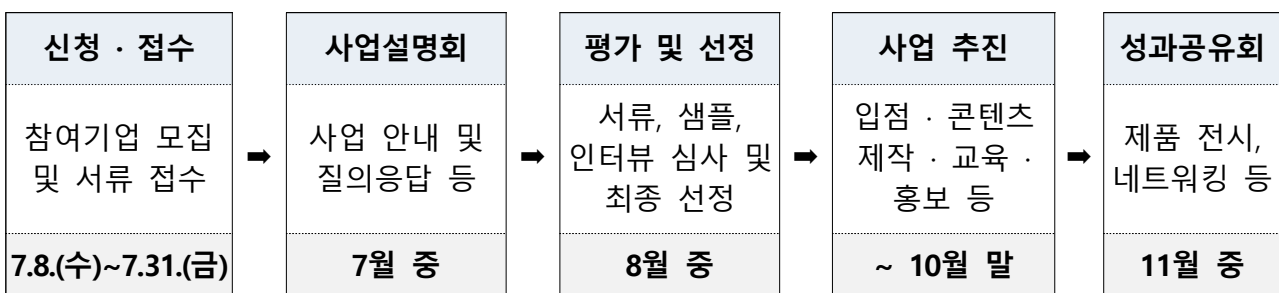 신청 · 접수
참여기업 모집
및 서류 접수
7.8.(수)~7.31.(금)
➡
사업설명회
사업 안내 및
질의응답 등
7월 중
➡
평가 및 선정
서류, 샘플,
인터뷰 심사 및
최종 선정
8월 중
➡
사업 추진
입점 · 콘텐츠
제작 · 교육 ·
홍보 등
~ 10월 말
➡
성과공유회
제품 전시,
네트워킹 등
11월 중